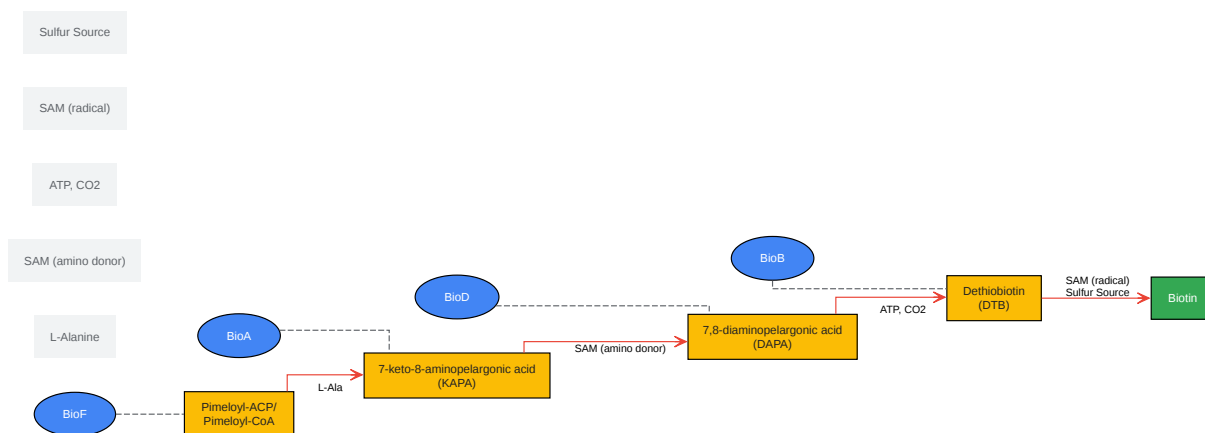 Sulfur Source
SAM (radical)
ATP, CO2
SAM (amino donor)
L-Alanine
BioF
Pimeloyl-ACP/
Pimeloyl-CoA
BioA
L-Ala
7-keto-8-aminopelargonic acid
(KAPA)
BioD
SAM (amino donor)
7,8-diaminopelargonic acid
(DAPA)
BioB
ATP, CO2
Dethiobiotin
(DTB)
SAM (radical)
Sulfur Source
Biotin